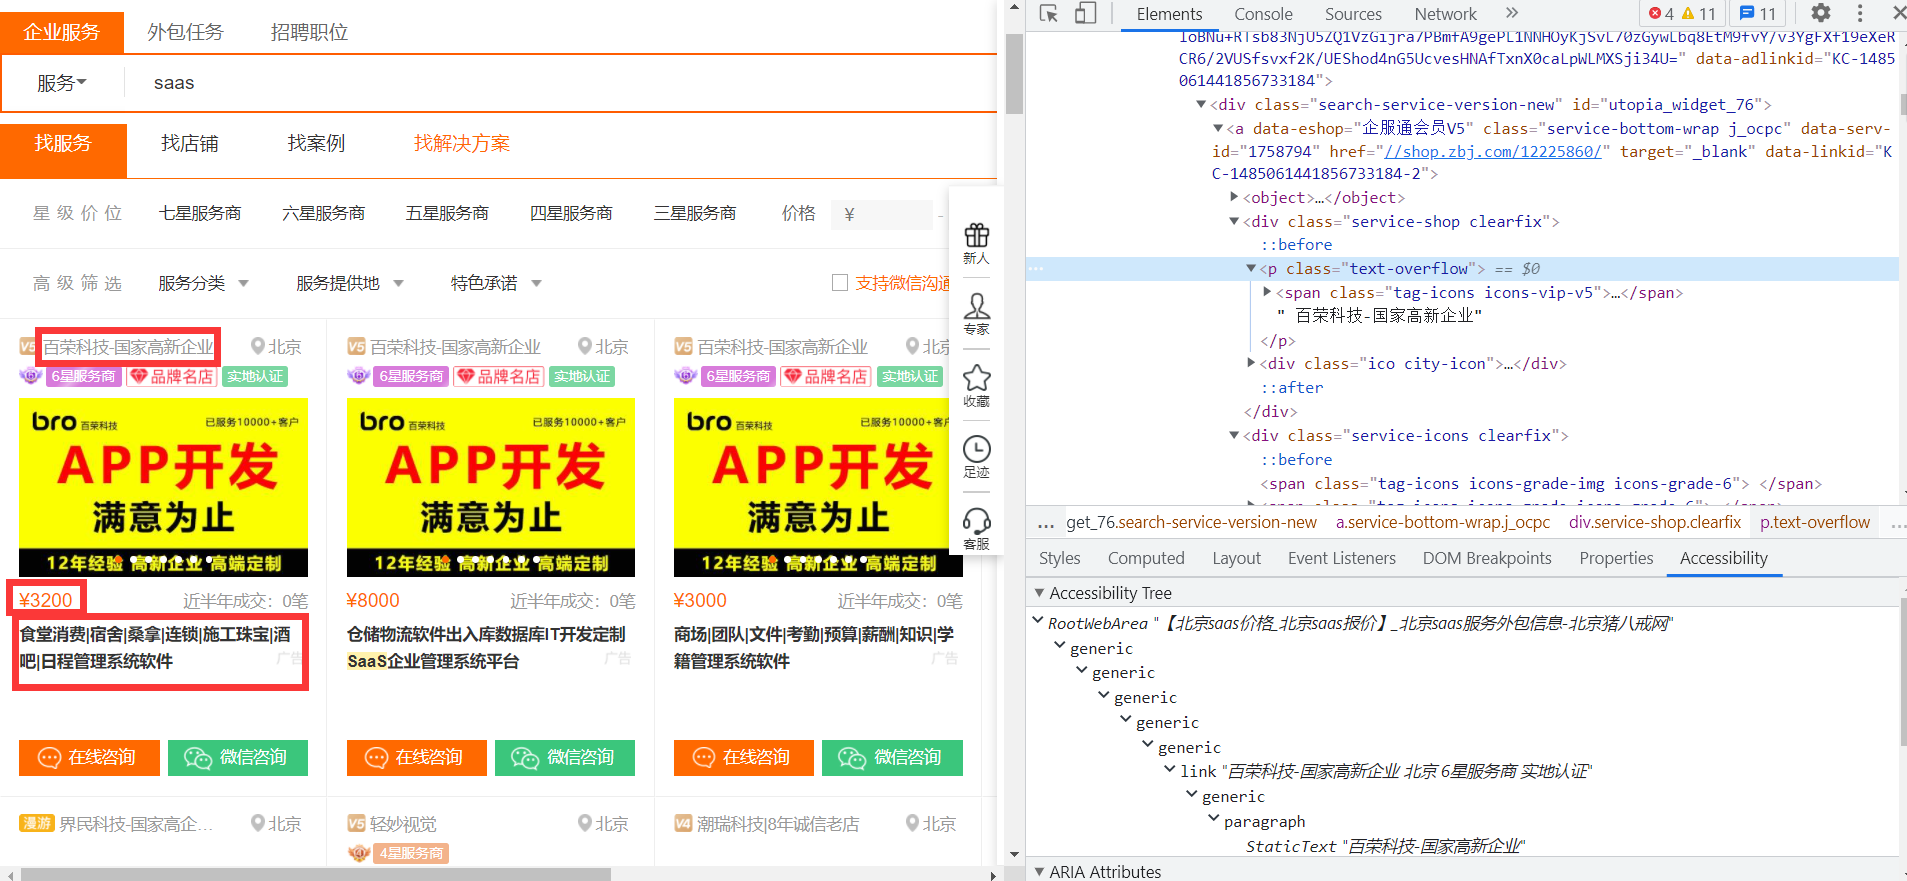 企业服务 外包任务 招聘职位
服务 saas
找服务 找店铺 找案例 找解决方案
星级价位 七星服务商 六星服务商 五星服务商 四星服务商 三星服务商 价格 ¥ -
高级筛选 服务分类 服务提供地 特色承诺 支持微信沟通
新人
专家
收藏
足迹
客服
V5 百荣科技-国家高新企业 北京
6星服务商 品牌名店 实地认证
bro 百荣科技 已服务10000+客户
APP开发
满意为止
12年经验 高新企业 高端定制
¥3200 近半年成交：0笔
食堂消费|宿舍|桑拿|连锁|施工珠宝|酒
吧|日程管理系统软件 广告
在线咨询 微信咨询
V5 百荣科技-国家高新企业 北京
6星服务商 品牌名店 实地认证
bro 百荣科技 已服务10000+客户
APP开发
满意为止
12年经验 高新企业 高端定制
¥8000 近半年成交：0笔
仓储物流软件出入库数据库IT开发定制
SaaS企业管理系统平台 广告
在线咨询 微信咨询
V5 百荣科技-国家高新企业 北京
6星服务商 品牌名店 实地认证
bro 百荣科技 已服务10000+客户
APP开发
满意为止
12年经验 高新企业 高端定制
¥3000 近半年成交：0笔
商场|团队|文件|考勤|预算|薪酬|知识|学
籍管理系统软件 广告
在线咨询 微信咨询
漫游 界民科技-国家高企... 北京
V5 轻妙视觉 北京
4星服务商
V4 潮瑞科技|8年诚信老店 北京
Elements Console Sources Network » 4 11 11
CR6/2VUSfsvxf2K/UEShod4nG5UcvesHNAfTxnX0caLpWLMXSji34U=" data-adlinkid="KC-1485
061441856733184">
<div class="search-service-version-new" id="utopia_widget_76">
<a data-eshop="企服通会员V5" class="service-bottom-wrap j_ocpc" data-serv-
id="1758794" href="//shop.zbj.com/12225860/" target="_blank" data-linkid="K
C-1485061441856733184-2">
<object>…</object>
<div class="service-shop clearfix">
::before
<p class="text-overflow"> == $0
<span class="tag-icons icons-vip-v5">…</span>
" 百荣科技-国家高新企业"
</p>
<div class="ico city-icon">…</div>
::after
</div>
<div class="service-icons clearfix">
::before
<span class="tag-icons icons-grade-img icons-grade-6"> </span>
... get_76.search-service-version-new a.service-bottom-wrap.j_ocpc div.service-shop.clearfix p.text-overflow ...
Styles Computed Layout Event Listeners DOM Breakpoints Properties Accessibility
Accessibility Tree
RootWebArea "【北京saas价格_北京saas报价】_北京saas服务外包信息-北京猪八戒网"
generic
generic
generic
generic
generic
link "百荣科技-国家高新企业 北京 6星服务商 实地认证"
generic
paragraph
StaticText "百荣科技-国家高新企业"
ARIA Attributes